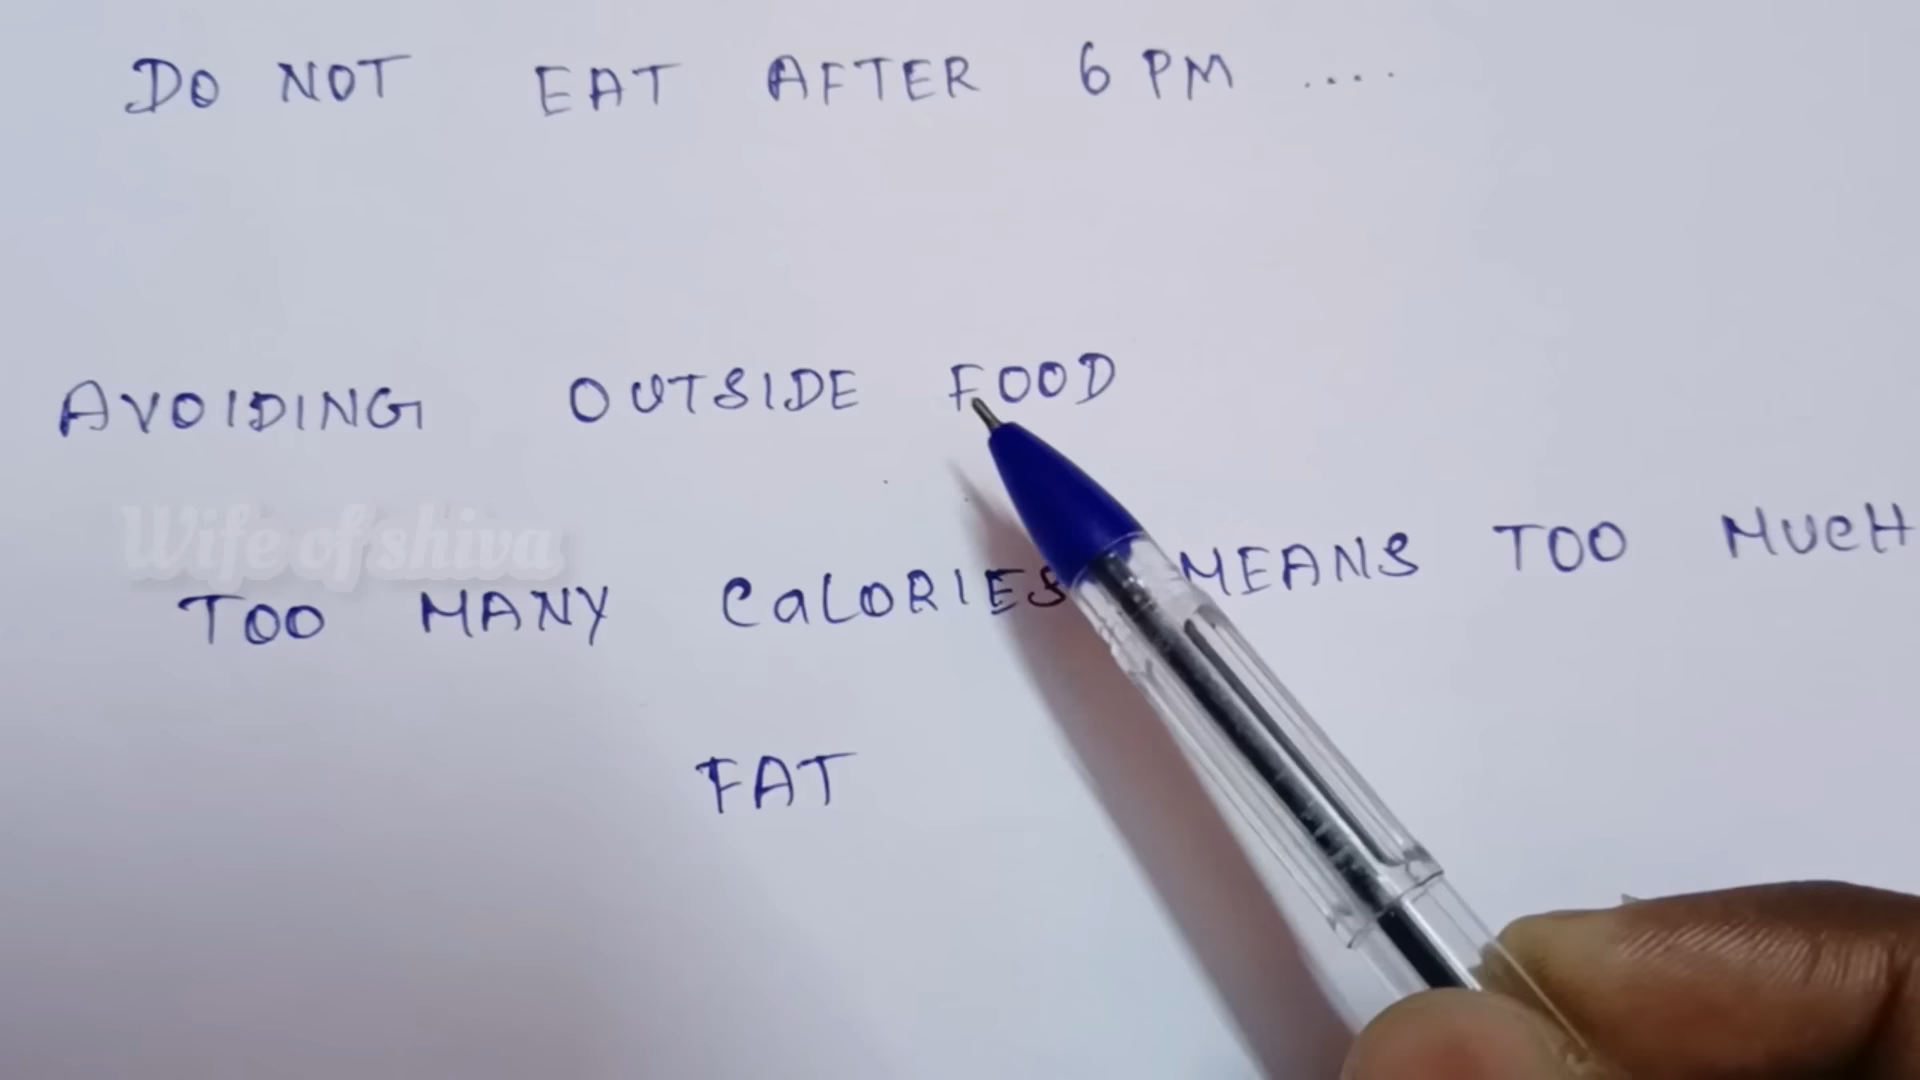 DO NOT EAT AFTER 6 PM ....
AVOIDING OUTSIDE FOOD
Wife of shiva
TOO MANY CaLORIES MEANS TOO MUcH
FAT